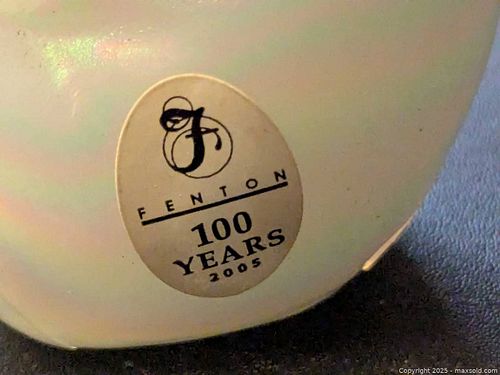 F
FENTON
100
YEARS
2005
Copyright 2025 - maxsold.com